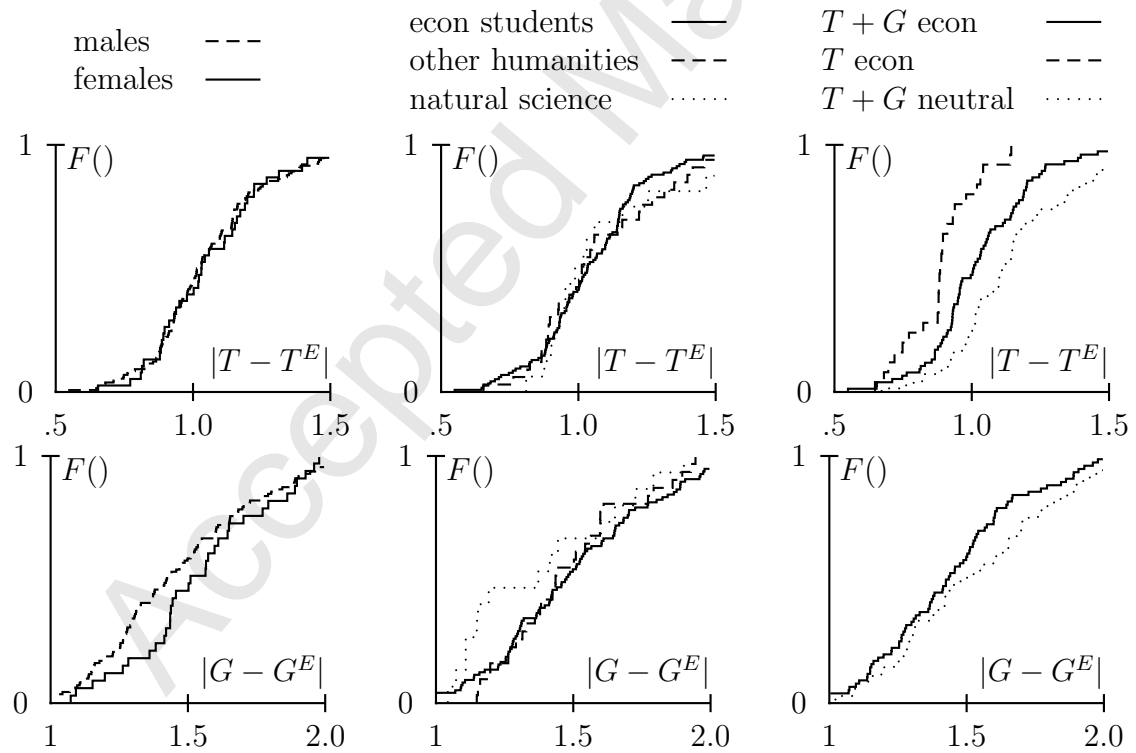 males
females
econ students
other humanities
natural science
T + G econ
T econ
T + G neutral
1 F() |T − T^E| 0
.5 1.0 1.5
1 F() |T − T^E| 0
.5 1.0 1.5
1 F() |T − T^E| 0
.5 1.0 1.5
1 F() |G − G^E| 0
1 1.5 2.0
1 F() |G − G^E| 0
1 1.5 2.0
1 F() |G − G^E| 0
1 1.5 2.0
Accepted Ma